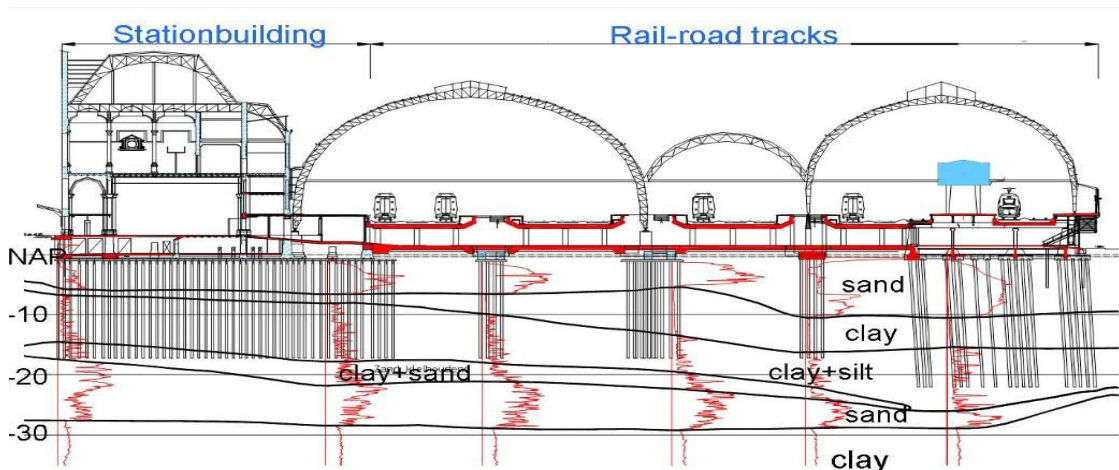 Stationbuilding
Rail-road tracks
NAP
sand
-10
clay
clay+sand
clay+silt
-20
sand
-30
clay